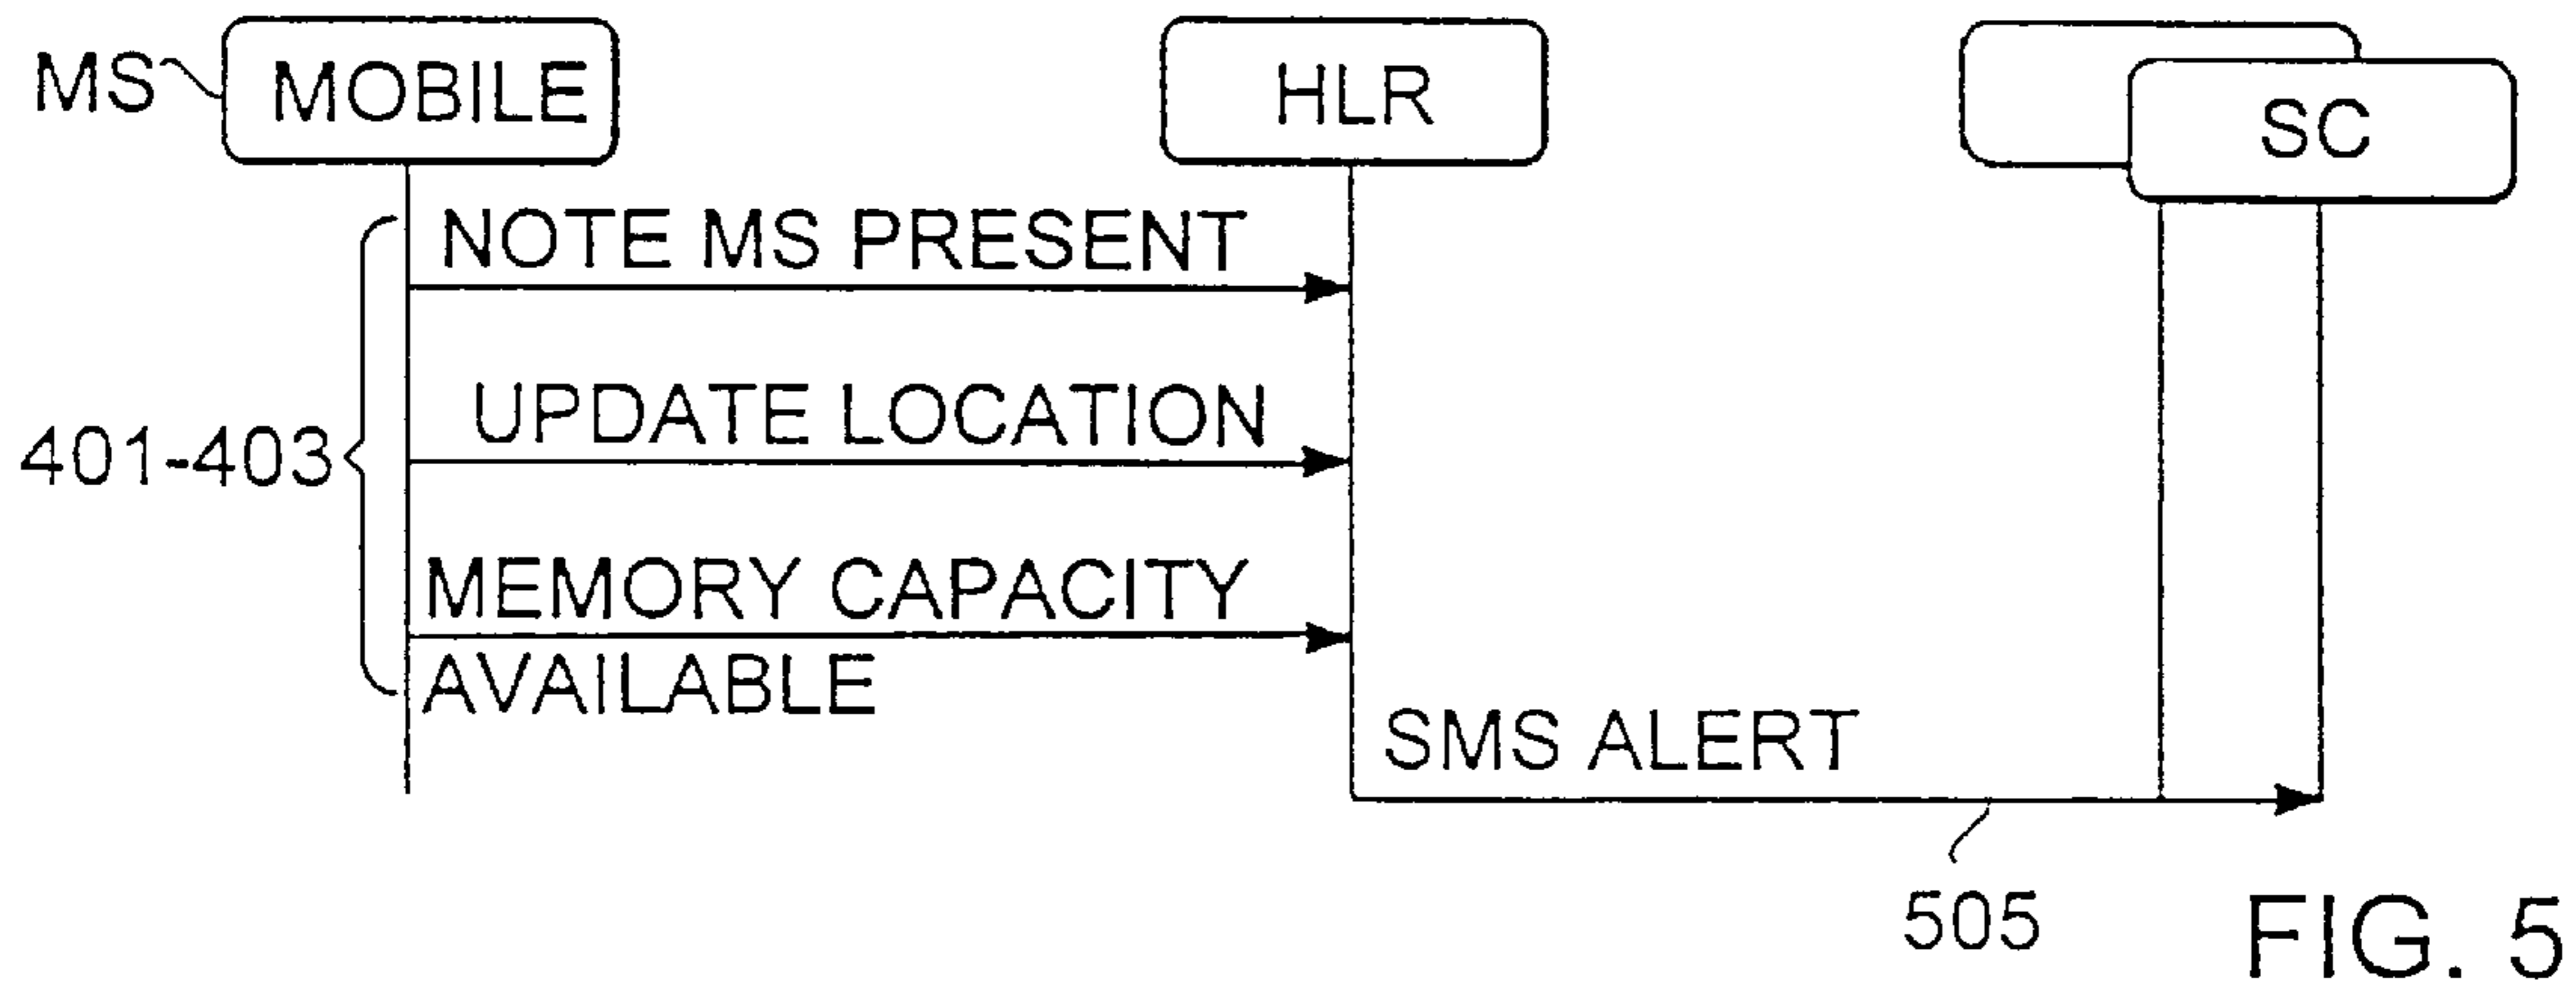 MS MOBILE HLR SC
NOTE MS PRESENT
UPDATE LOCATION
401-403
MEMORY CAPACITY
AVAILABLE
SMS ALERT
505
FIG. 5